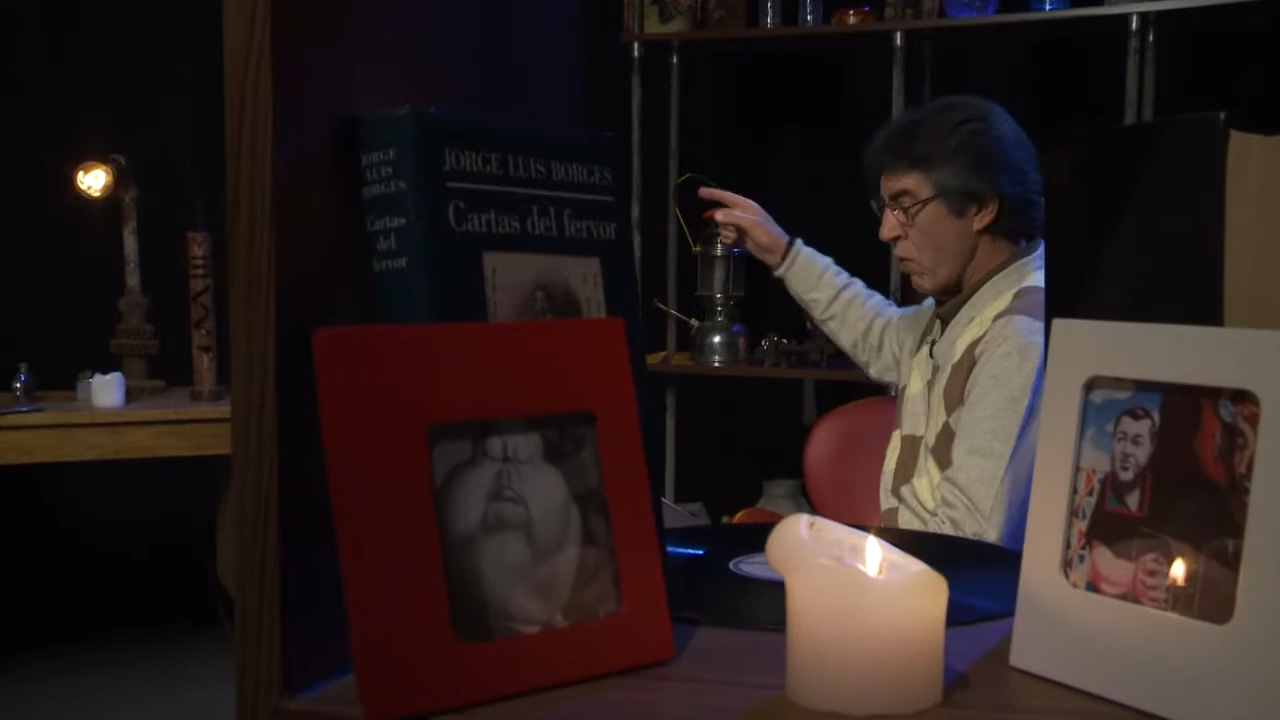 JORGE
LUIS
BORGES
Cartas
del
fervor
JORGE LUIS BORGES
Cartas del fervor